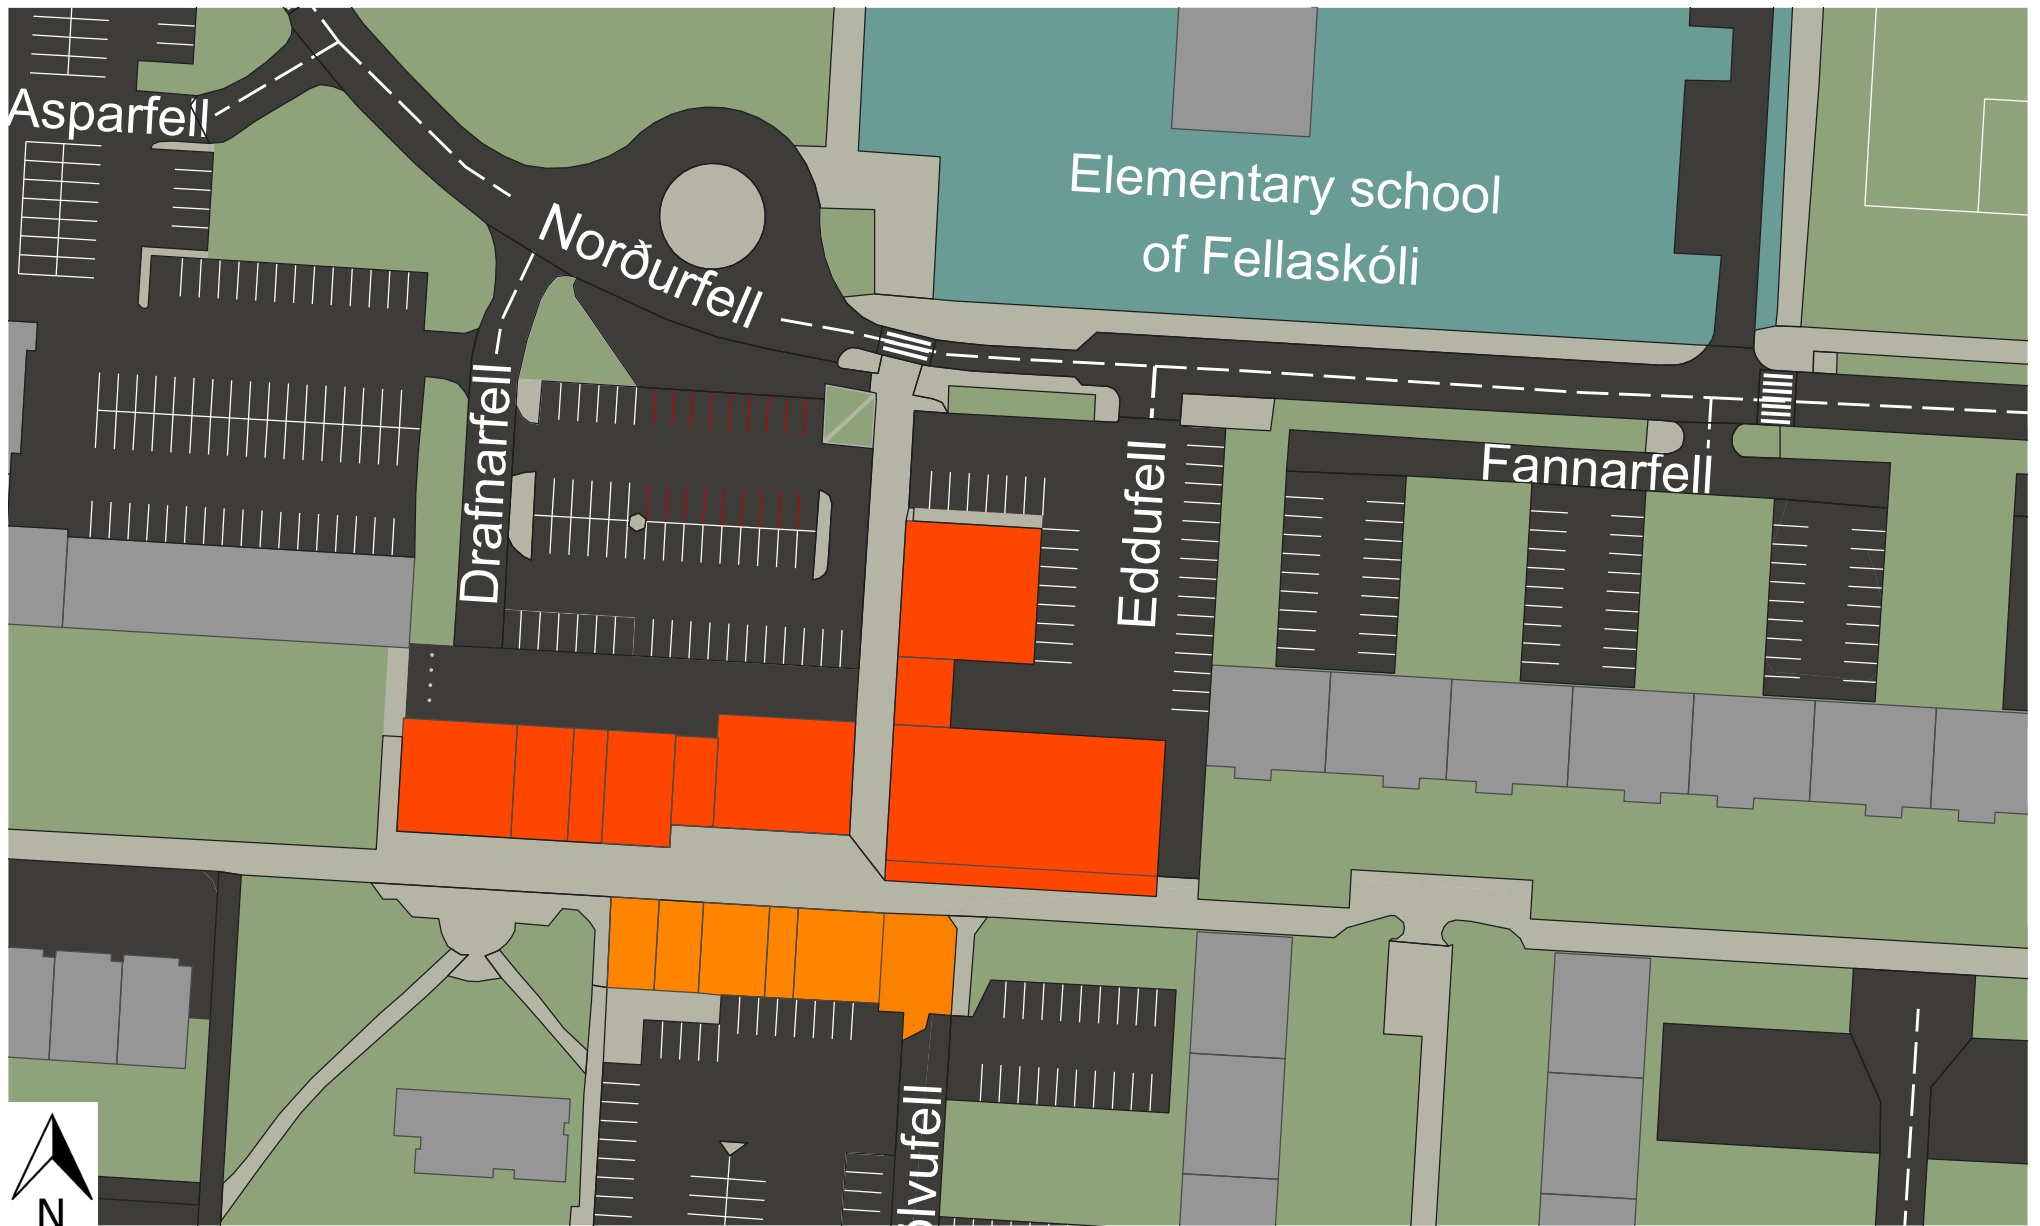 Asparfell
Elementary school
of Fellaskóli
Norðurfell
Drafnarfell
Eddufell
Fannarfell
N